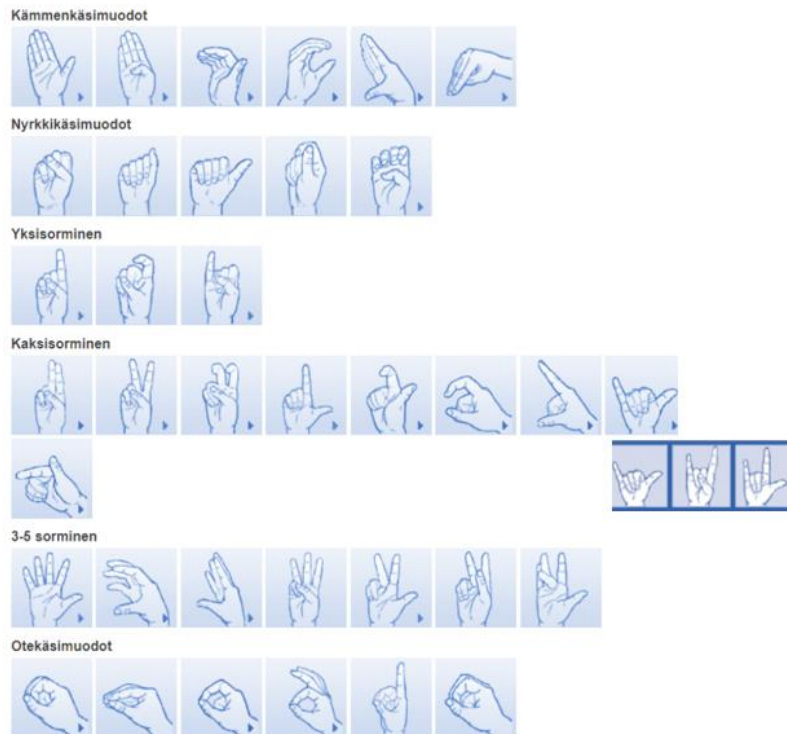 Kämmenkäsimuodot
Nyrkkikäsimuodot
Yksisorminen
Kaksisorminen
3-5 sorminen
Otekäsimuodot